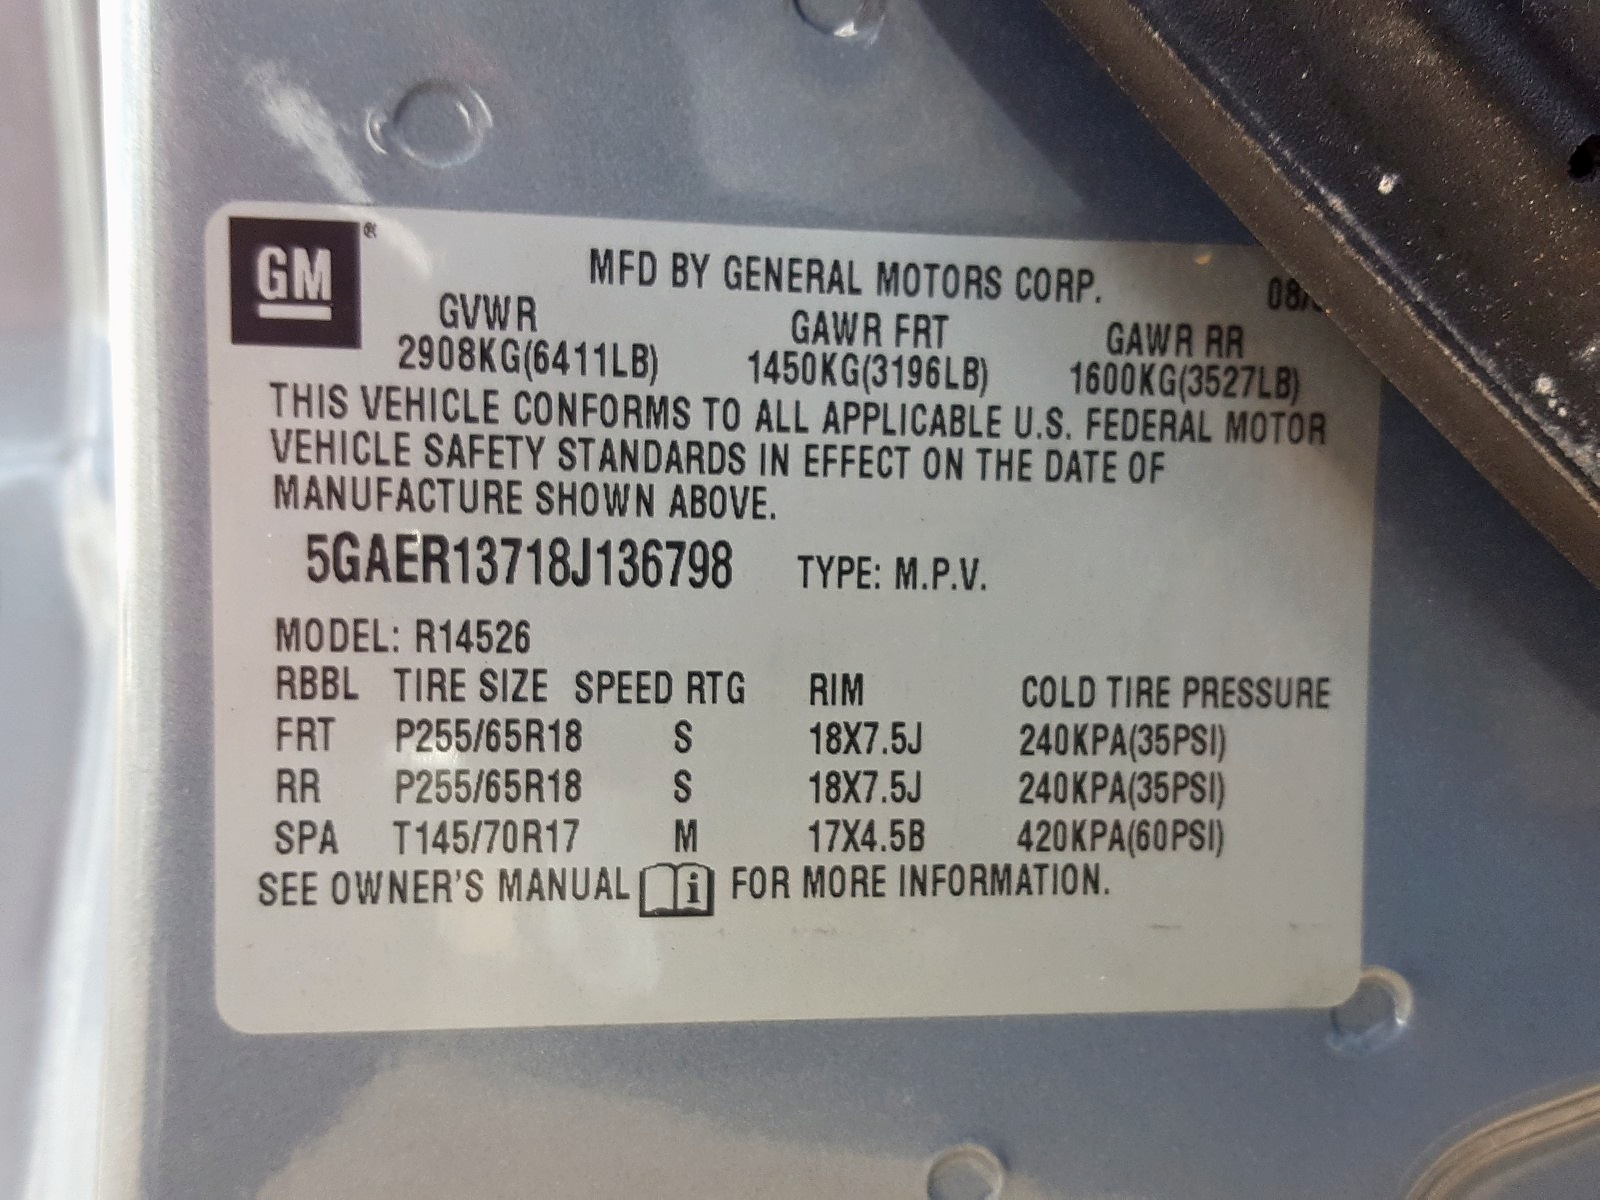 GM ®
MFD BY GENERAL MOTORS CORP. 08/
GVWR GAWR FRT GAWR RR
2908KG(6411LB) 1450KG(3196LB) 1600KG(3527LB)
THIS VEHICLE CONFORMS TO ALL APPLICABLE U.S. FEDERAL MOTOR
VEHICLE SAFETY STANDARDS IN EFFECT ON THE DATE OF
MANUFACTURE SHOWN ABOVE.
5GAER13718J136798 TYPE: M.P.V.
MODEL: R14526
RBBL TIRE SIZE SPEED RTG RIM COLD TIRE PRESSURE
FRT P255/65R18 S 18X7.5J 240KPA(35PSI)
RR P255/65R18 S 18X7.5J 240KPA(35PSI)
SPA T145/70R17 M 17X4.5B 420KPA(60PSI)
SEE OWNER'S MANUAL i FOR MORE INFORMATION.